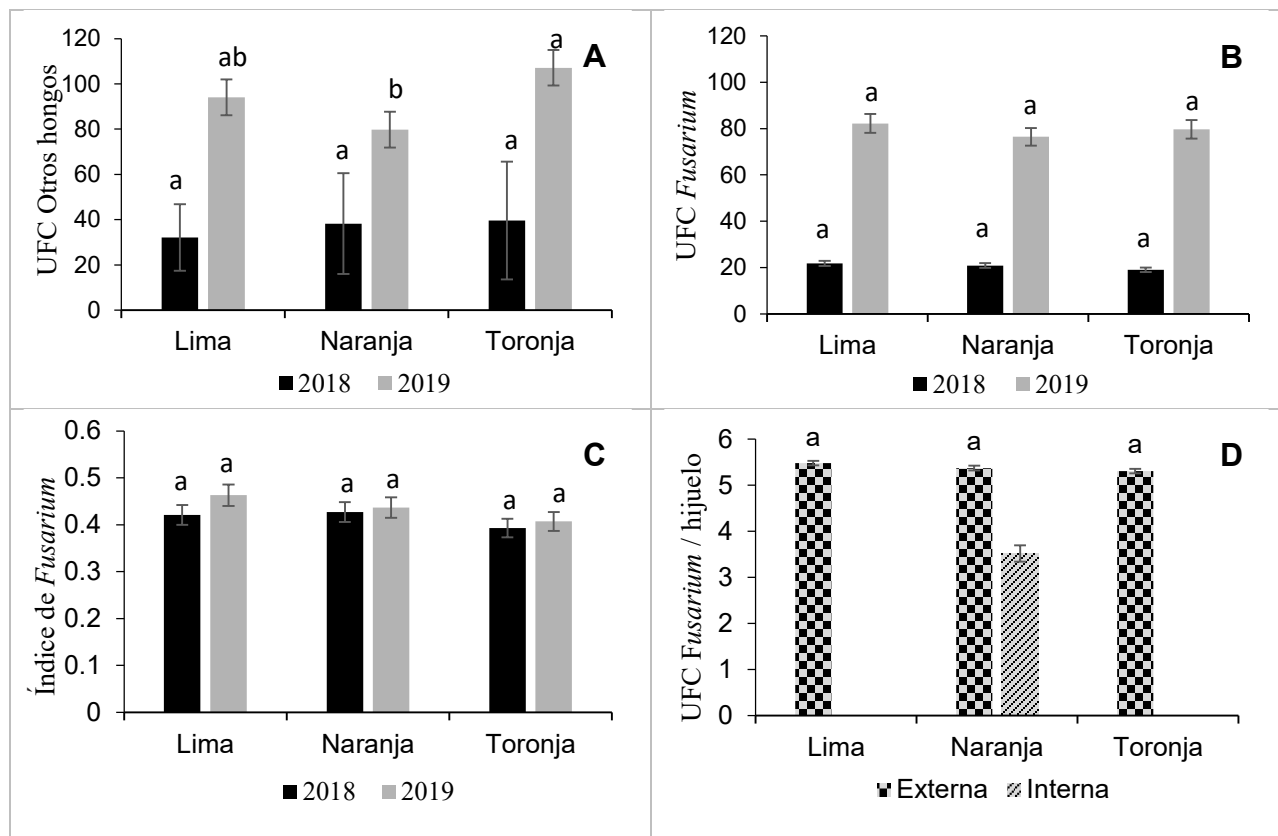 A
UFC Otros hongos
120
100
80
60
40
20
0
a
ab
a
b
a
a
Lima
Naranja
Toronja
2018
2019
B
UFC Fusarium
120
100
80
60
40
20
0
a
a
a
a
a
a
Lima
Naranja
Toronja
2018
2019
C
Índice de Fusarium
0.6
0.5
0.4
0.3
0.2
0.1
0
a
a
a
a
a
a
Lima
Naranja
Toronja
2018
2019
D
UFC Fusarium / hijuelo
6
5
4
3
2
1
0
a
a
a
Lima
Naranja
Toronja
Externa
Interna